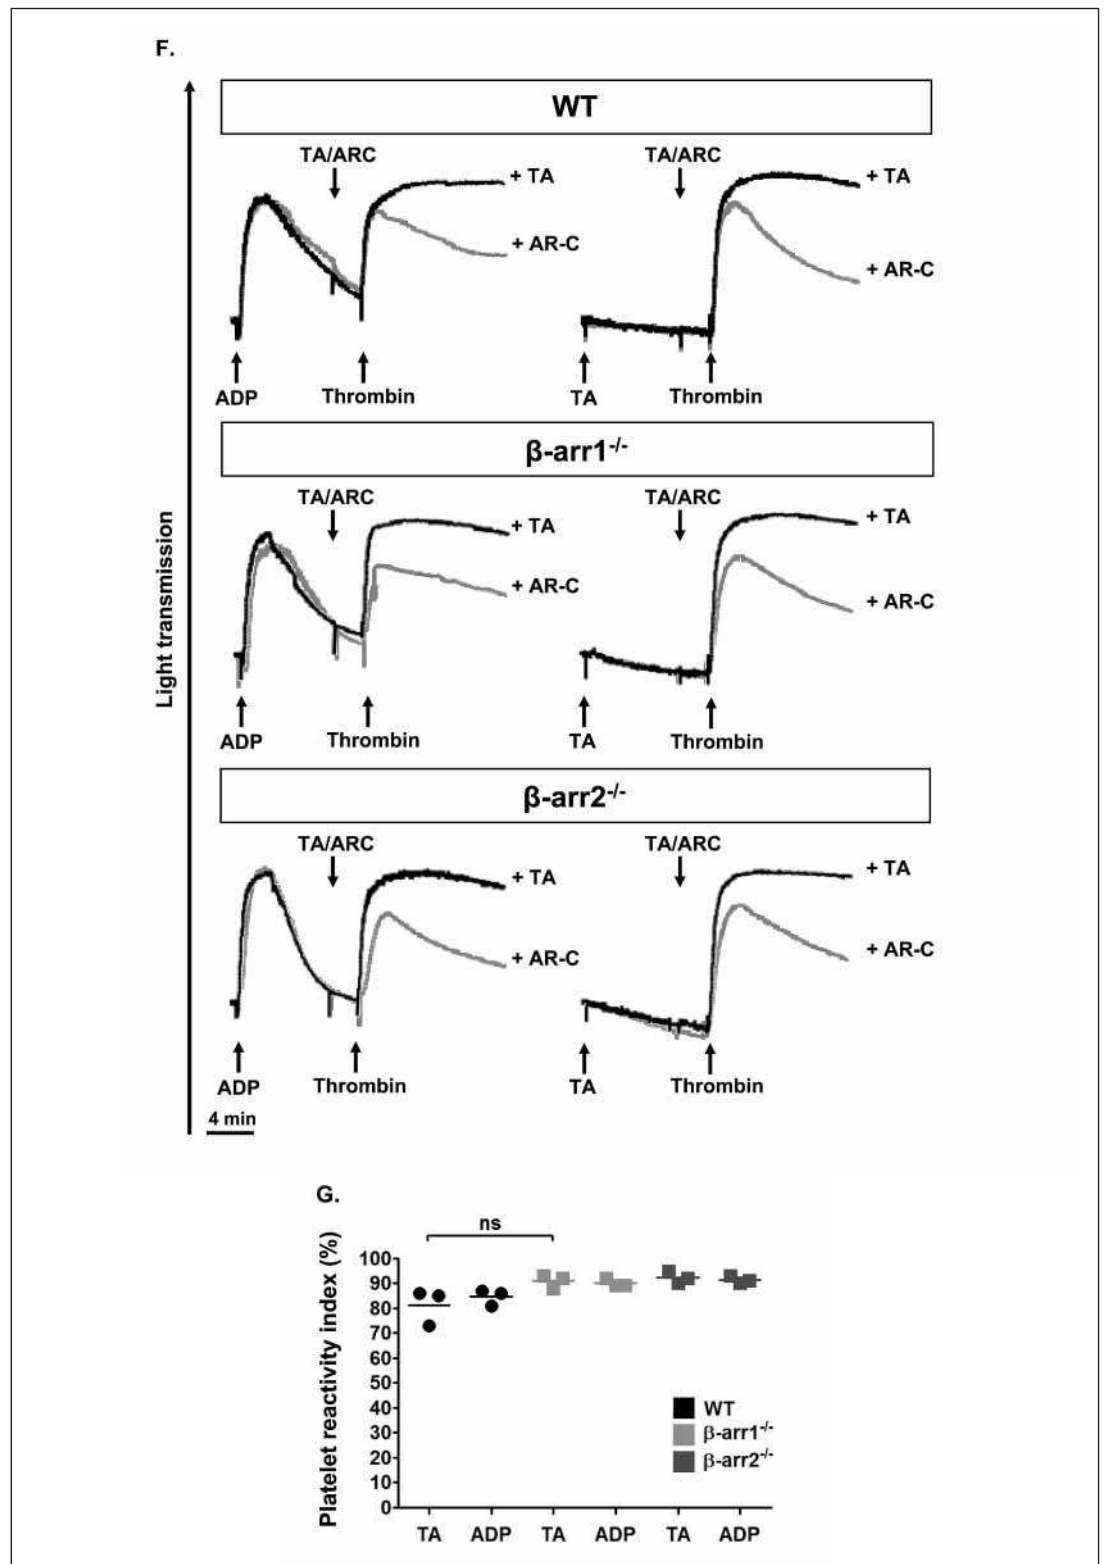 F.
WT
TA/ARC TA/ARC
+ TA + TA
+ AR-C + AR-C
ADP Thrombin TA Thrombin
β-arr1-/-
TA/ARC TA/ARC
+ TA + TA
+ AR-C + AR-C
ADP Thrombin TA Thrombin
β-arr2-/-
TA/ARC TA/ARC
+ TA + TA
+ AR-C + AR-C
ADP Thrombin TA Thrombin
4 min
Light transmission
G.
ns
Platelet reactivity index (%)
100
90
80
70
60
50
40
30
20
10
0
WT
β-arr1-/-
β-arr2-/-
TA ADP TA ADP TA ADP